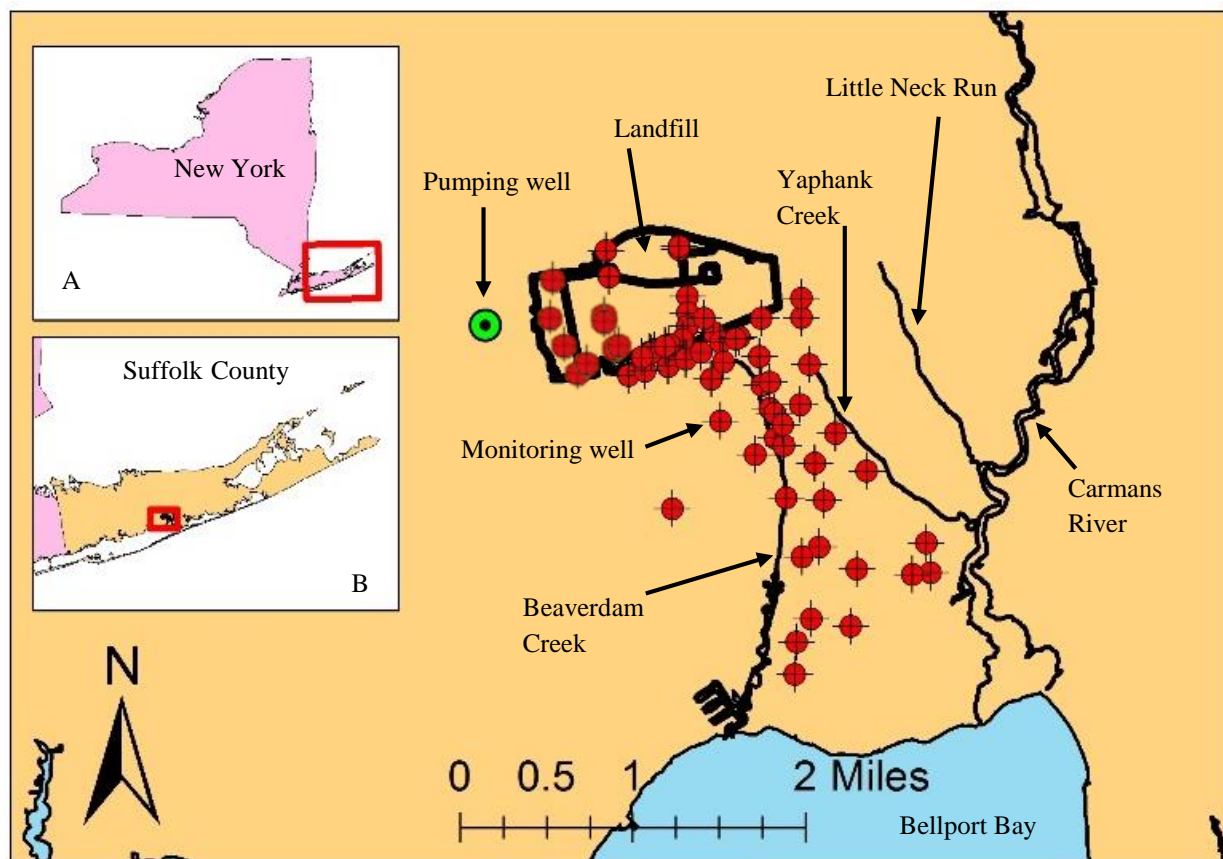 New York
A
Suffolk County
B
N
Pumping well
Landfill
Little Neck Run
Yaphank
Creek
Monitoring well
Carmans
River
Beaverdam
Creek
0 0.5 1 2 Miles
Bellport Bay